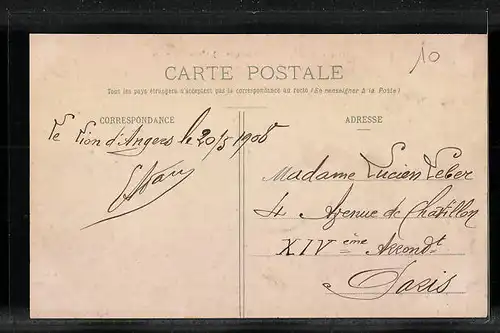 10
CARTE POSTALE
Tous les pays étrangers n'acceptent pas la correspondance au recto (Se renseigner à la Poste)
CORRESPONDANCE
ADRESSE
Le Lion d'Angers le 20/5 1908
Madame Lucien Leber
4 Avenue de Chatillon
XIV ème Arrondt
a Paris